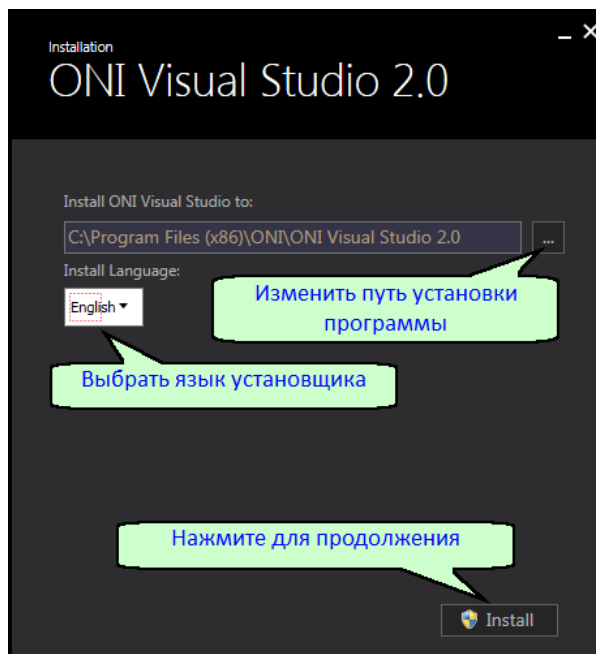 Installation
ONI Visual Studio 2.0
Install ONI Visual Studio to:
C:\Program Files (x86)\ONI\ONI Visual Studio 2.0
...
Install Language:
English
Изменить путь установки
программы
Выбрать язык установщика
Нажмите для продолжения
Install